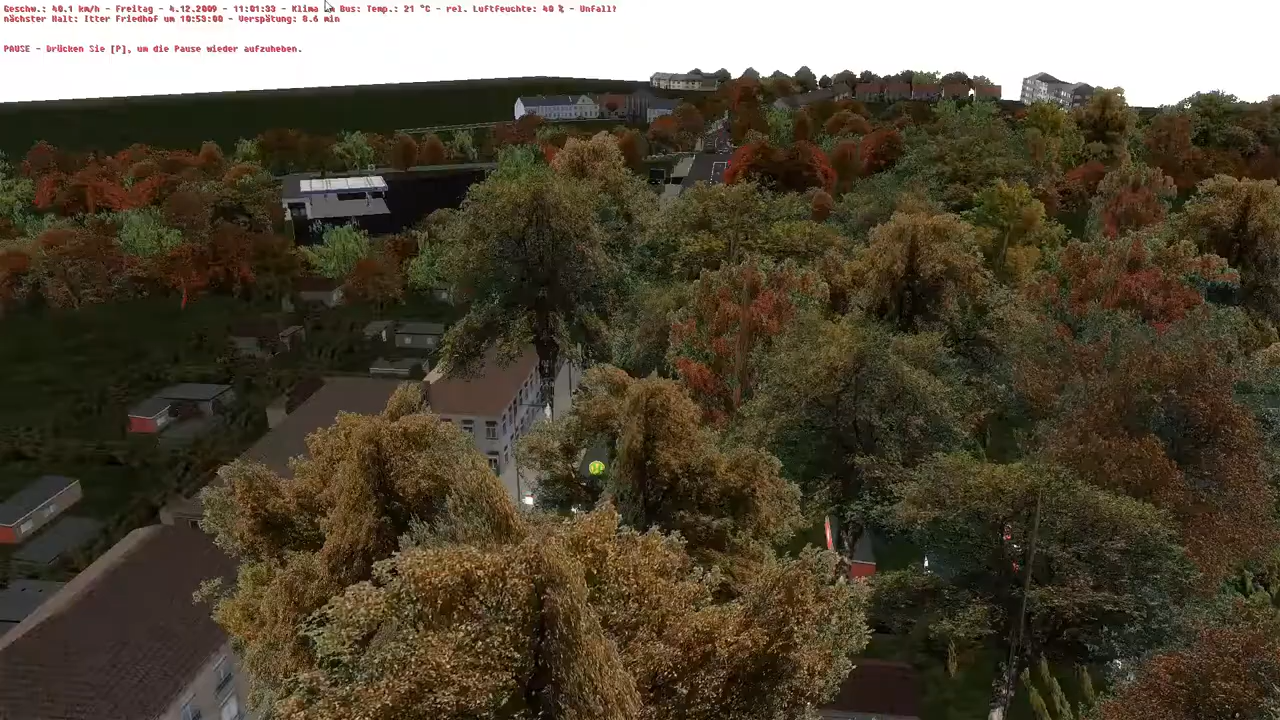 Geschw.: 40.1 km/h - Freitag - 4.12.2009 - 11:01:33 - Klima im Bus: Temp.: 21 °C - rel. Luftfeuchte: 40 % - Unfall?
nächster Halt: Itter Friedhof um 10:53:00 - Verspätung: 8.6 min
PAUSE - Drücken Sie [P], um die Pause wieder aufzuheben.